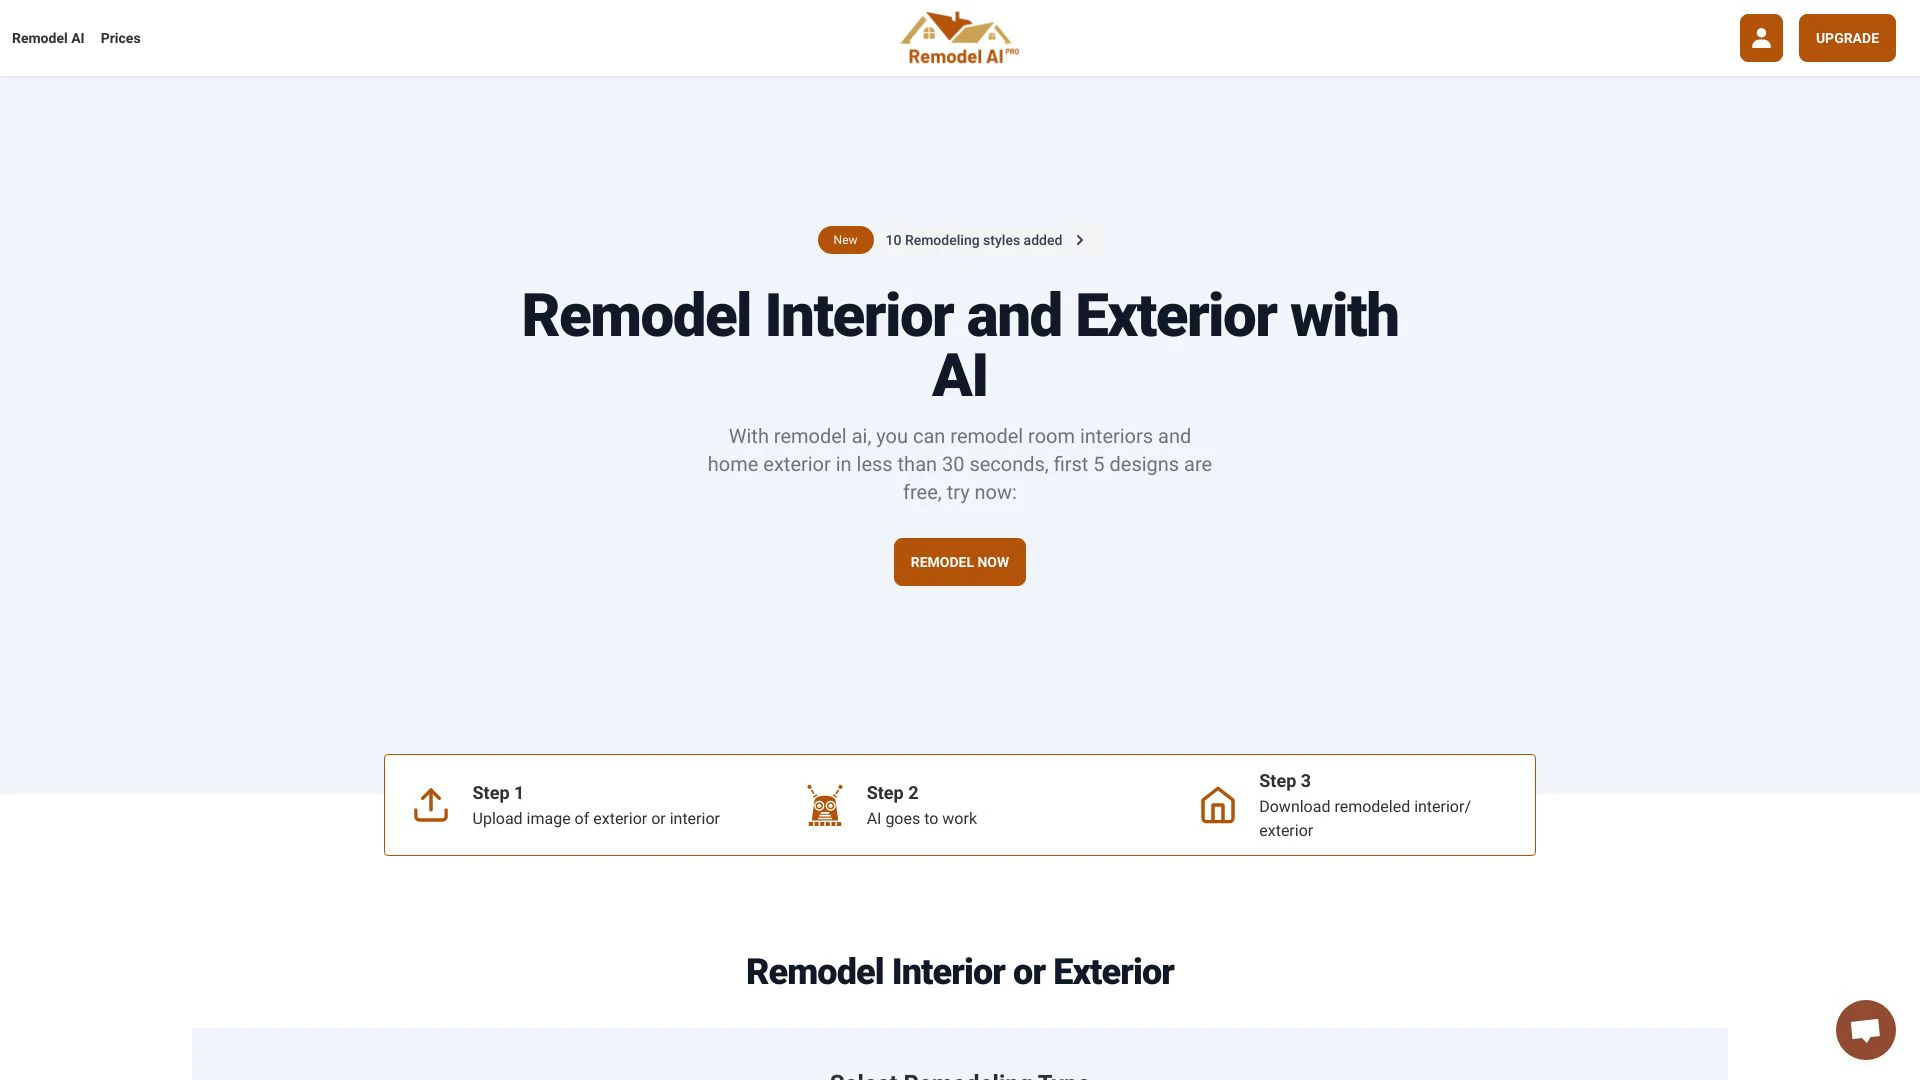 Remodel AI
Prices
Remodel AI PRO
UPGRADE
New
10 Remodeling styles added
Remodel Interior and Exterior with
AI
With remodel ai, you can remodel room interiors and
home exterior in less than 30 seconds, first 5 designs are
free, try now:
REMODEL NOW
Step 1
Upload image of exterior or interior
Step 2
AI goes to work
Step 3
Download remodeled interior/
exterior
Remodel Interior or Exterior
Select Remodeling Type